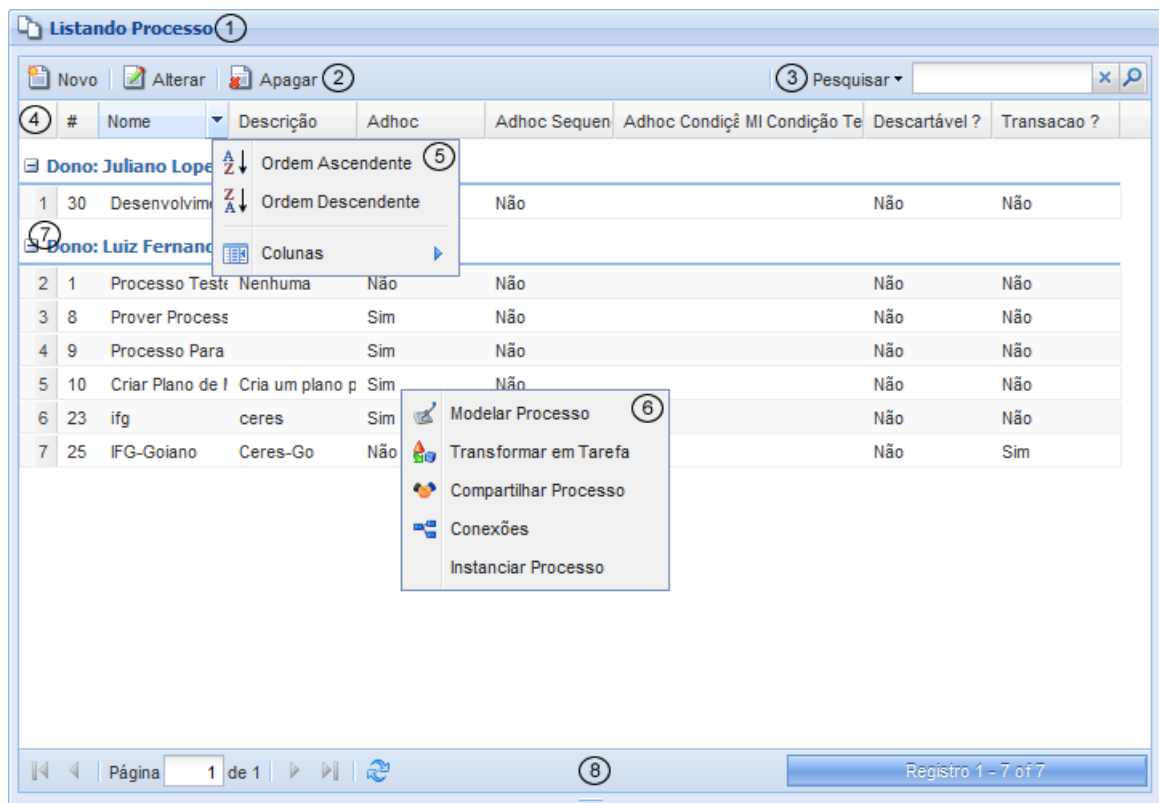 Listando Processo 1
Novo Alterar Apagar 2 3 Pesquisar
4 # Nome Descrição Adhoc Adhoc Sequen Adhoc Condiçã MI Condição Te Descartável ? Transacao ?
Dono: Juliano Lope
Ordem Ascendente 5
1 30 Desenvolvim Não Não Não
Ordem Descendente
7 Dono: Luiz Fernand
Colunas
2 1 Processo Teste Nenhuma Não Não Não Não
3 8 Prover Process Sim Não Não Não
4 9 Processo Para Sim Não Não Não
5 10 Criar Plano de Cria um plano p Sim Não Não Não
6 23 ifg ceres Sim Não Não
Modelar Processo 6
7 25 IFG-Goiano Ceres-Go Não Não Sim
Transformar em Tarefa
Compartilhar Processo
Conexões
Instanciar Processo
Página 1 de 1 8 Registro 1 - 7 of 7